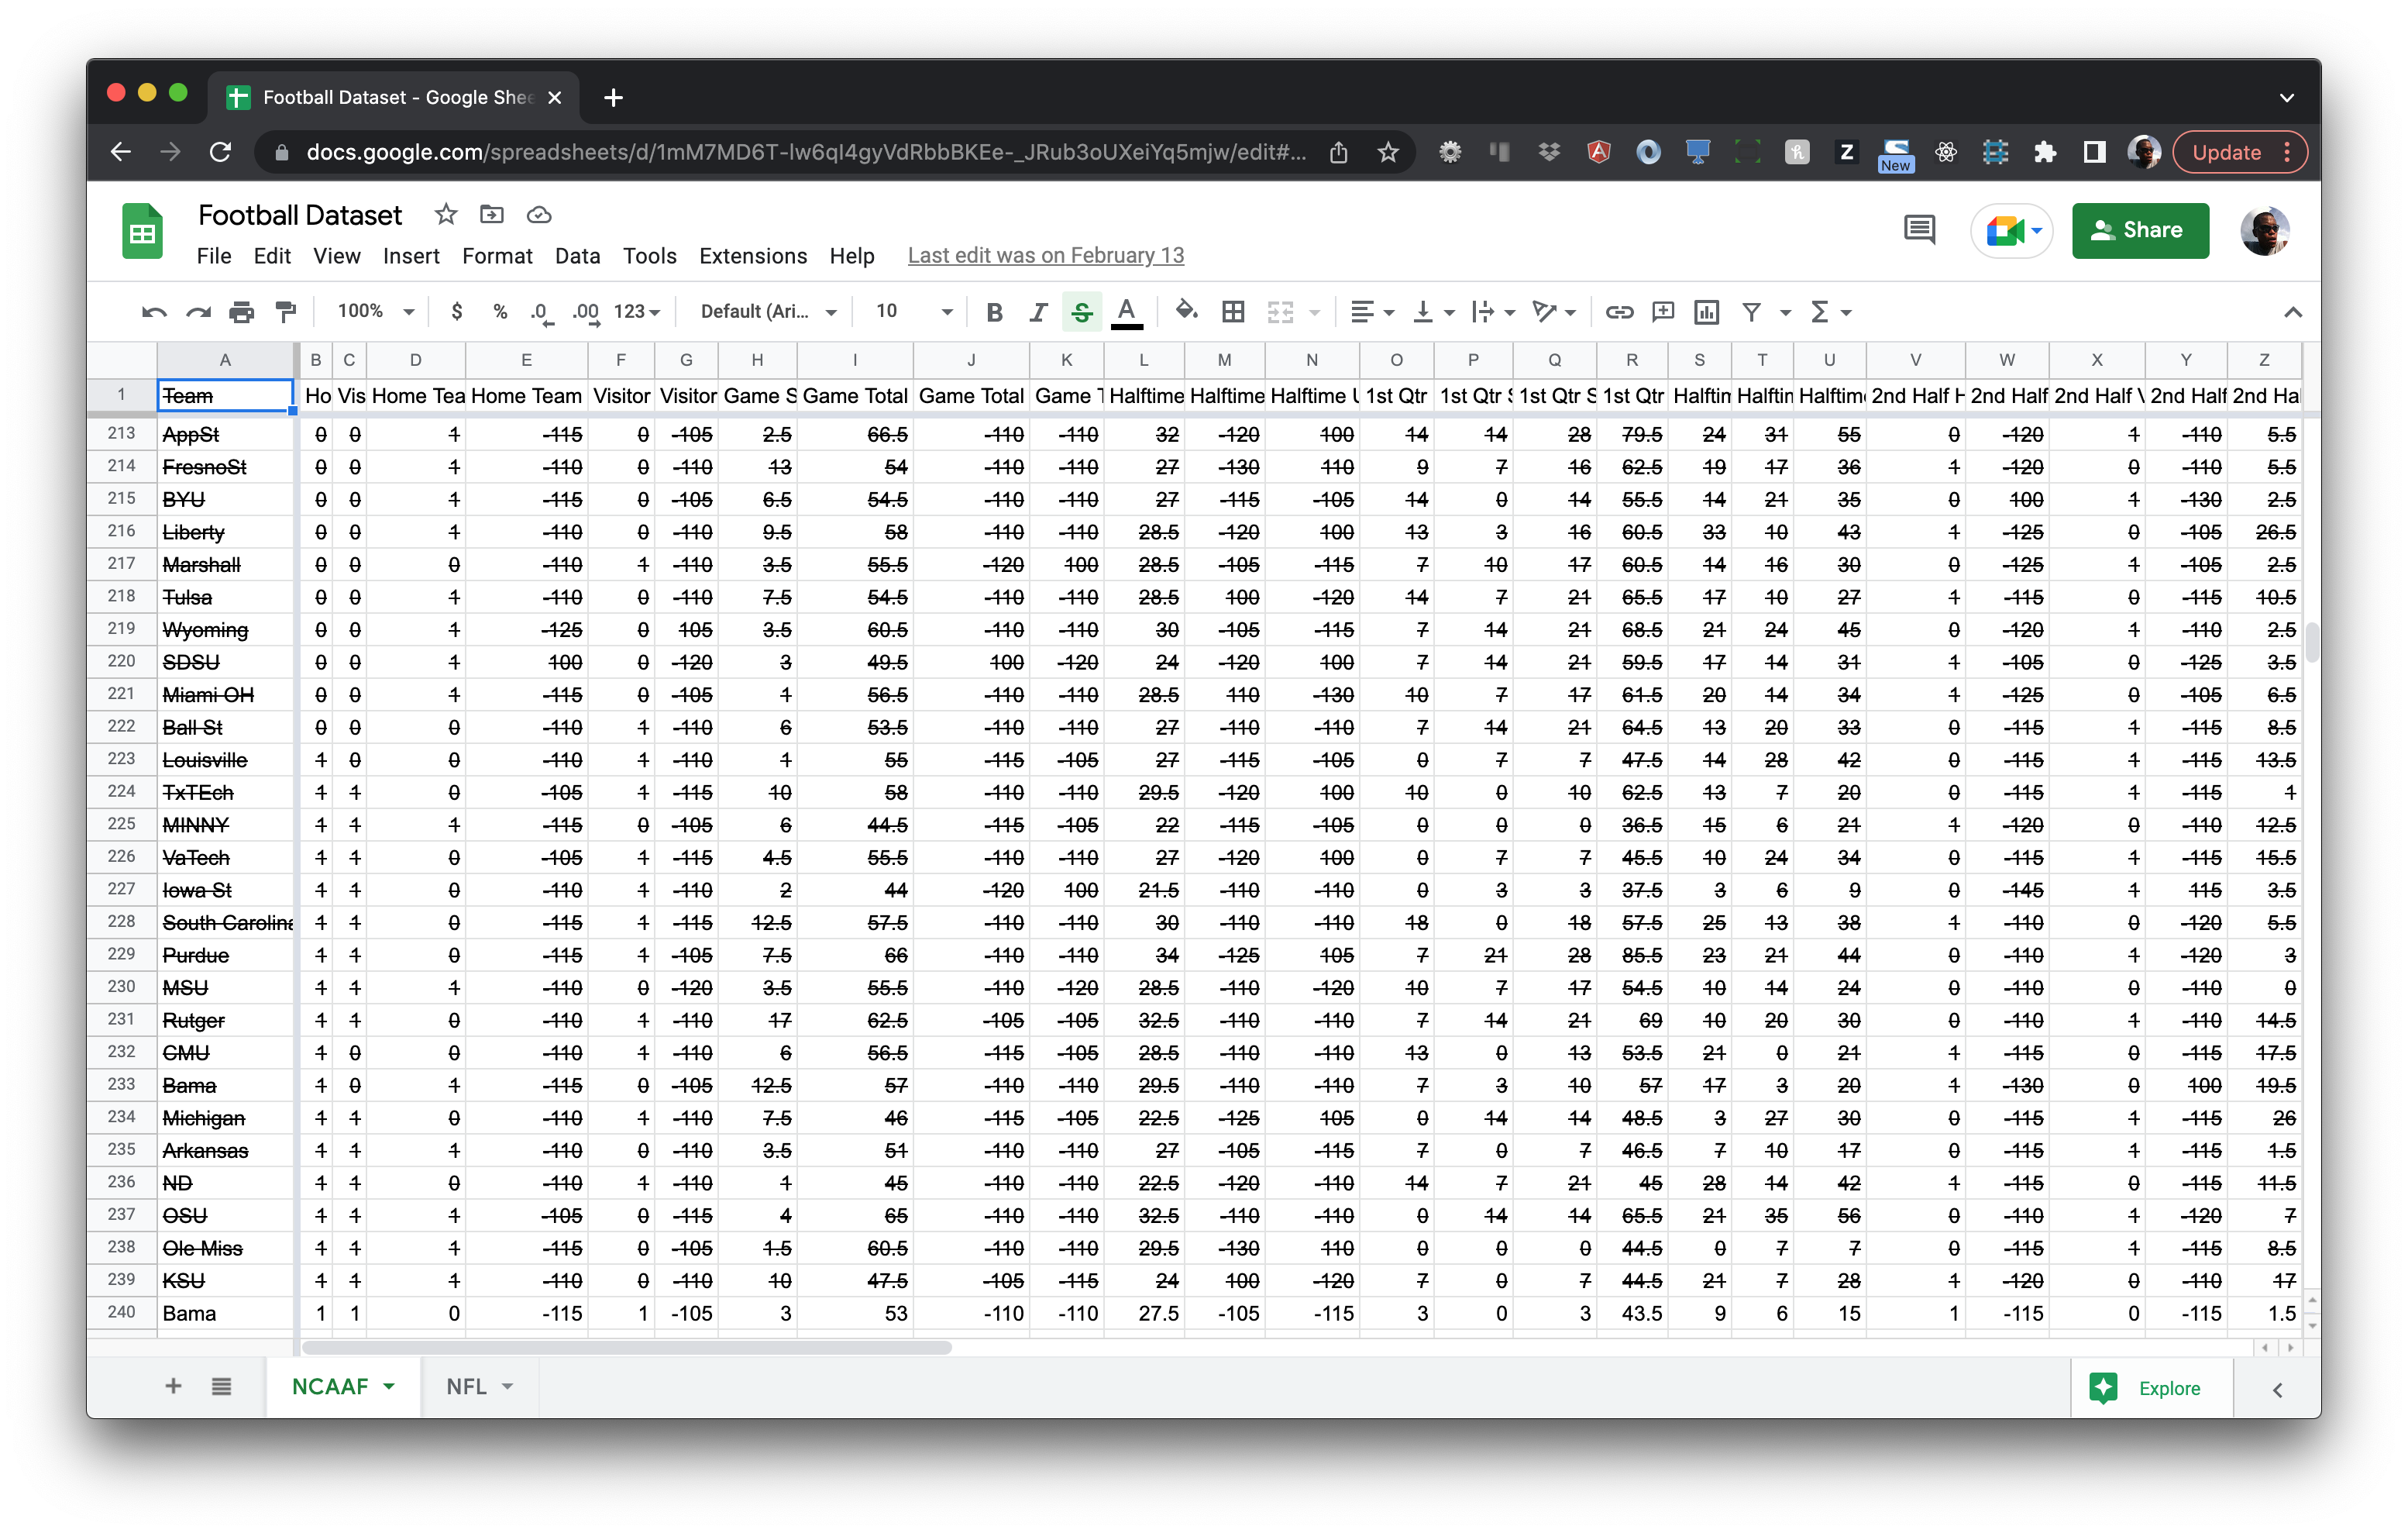 Football Dataset - Google Shee
docs.google.com/spreadsheets/d/1mM7MD6T-lw6ql4gyVdRbbBKEe-_JRub3oUXeiYq5mjw/edit#...
New
Update
Football Dataset
File Edit View Insert Format Data Tools Extensions Help Last edit was on February 13
Share
100% $ % .0 .00 123 Default (Ari... 10 B I S A
A B C D E F G H I J K L M N O P Q R S T U V W X Y Z
1 Team Ho Vis Home Tea Home Team Visitor Visitor Game S Game Total Game Total Game T Halftime Halftime Halftime U 1st Qtr 1st Qtr S 1st Qtr S 1st Qtr Halftim Halftin Halftim 2nd Half H 2nd Half 2nd Half V 2nd Half 2nd Hal
213 AppSt 0 0 1 -115 0 -105 2.5 66.5 -110 -110 32 -120 100 14 14 28 79.5 24 31 55 0 -120 1 -110 5.5
214 FresnoSt 0 0 1 -110 0 -110 13 54 -110 -110 27 -130 110 9 7 16 62.5 19 17 36 1 -120 0 -110 5.5
215 BYU 0 0 1 -115 0 -105 6.5 54.5 -110 -110 27 -115 -105 14 0 14 55.5 14 21 35 0 100 1 -130 2.5
216 Liberty 0 0 1 -110 0 -110 9.5 58 -110 -110 28.5 -120 100 13 3 16 60.5 33 10 43 1 -125 0 -105 26.5
217 Marshall 0 0 0 -110 1 -110 3.5 55.5 -120 100 28.5 -105 -115 7 10 17 60.5 14 16 30 0 -125 1 -105 2.5
218 Tulsa 0 0 1 -110 0 -110 7.5 54.5 -110 -110 28.5 100 -120 14 7 21 65.5 17 10 27 1 -115 0 -115 10.5
219 Wyoming 0 0 1 -125 0 105 3.5 60.5 -110 -110 30 -105 -115 7 14 21 68.5 21 24 45 0 -120 1 -110 2.5
220 SDSU 0 0 1 100 0 -120 3 49.5 100 -120 24 -120 100 7 14 21 59.5 17 14 31 1 -105 0 -125 3.5
221 Miami OH 0 0 1 -115 0 -105 1 56.5 -110 -110 28.5 110 -130 10 7 17 61.5 20 14 34 1 -125 0 -105 6.5
222 Ball St 0 0 0 -110 1 -110 6 53.5 -110 -110 27 -110 -110 7 14 21 64.5 13 20 33 0 -115 1 -115 8.5
223 Louisville 1 0 0 -110 1 -110 1 55 -115 -105 27 -115 -105 0 7 7 47.5 14 28 42 0 -115 1 -115 13.5
224 TxTEch 1 1 0 -105 1 -115 10 58 -110 -110 29.5 -120 100 10 0 10 62.5 13 7 20 0 -115 1 -115 1
225 MINNY 1 1 1 -115 0 -105 6 44.5 -115 -105 22 -115 -105 0 0 0 36.5 15 6 21 1 -120 0 -110 12.5
226 VaTech 1 1 0 -105 1 -115 4.5 55.5 -110 -110 27 -120 100 0 7 7 45.5 10 24 34 0 -115 1 -115 15.5
227 Iowa St 1 1 0 -110 1 -110 2 44 -120 100 21.5 -110 -110 0 3 3 37.5 3 6 9 0 -145 1 115 3.5
228 South Carolina 1 1 0 -115 1 -115 12.5 57.5 -110 -110 30 -110 -110 18 0 18 57.5 25 13 38 1 -110 0 -120 5.5
229 Purdue 1 1 0 -115 1 -105 7.5 66 -110 -110 34 -125 105 7 21 28 85.5 23 21 44 0 -110 1 -120 3
230 MSU 1 1 1 -110 0 -120 3.5 55.5 -110 -120 28.5 -110 -120 10 7 17 54.5 10 14 24 0 -110 0 -110 0
231 Rutger 1 1 0 -110 1 -110 17 62.5 -105 -105 32.5 -110 -110 7 14 21 69 10 20 30 0 -110 1 -110 14.5
232 CMU 1 0 0 -110 1 -110 6 56.5 -115 -105 28.5 -110 -110 13 0 13 53.5 21 0 21 1 -115 0 -115 17.5
233 Bama 1 0 1 -115 0 -105 12.5 57 -110 -110 29.5 -110 -110 7 3 10 57 17 3 20 1 -130 0 100 19.5
234 Michigan 1 1 0 -110 1 -110 7.5 46 -115 -105 22.5 -125 105 0 14 14 48.5 3 27 30 0 -115 1 -115 26
235 Arkansas 1 1 1 -110 0 -110 3.5 51 -110 -110 27 -105 -115 7 0 7 46.5 7 10 17 0 -115 1 -115 1.5
236 ND 1 1 0 -110 1 -110 1 45 -110 -110 22.5 -120 -110 14 7 21 45 28 14 42 1 -115 0 -115 11.5
237 OSU 1 1 1 -105 0 -115 4 65 -110 -110 32.5 -110 -110 0 14 14 65.5 21 35 56 0 -110 1 -120 7
238 Ole Miss 1 1 1 -115 0 -105 1.5 60.5 -110 -110 29.5 -130 110 0 0 0 44.5 0 7 7 0 -115 1 -115 8.5
239 KSU 1 1 1 -110 0 -110 10 47.5 -105 -115 24 100 -120 7 0 7 44.5 21 7 28 1 -120 0 -110 17
240 Bama 1 1 0 -115 1 -105 3 53 -110 -110 27.5 -105 -115 3 0 3 43.5 9 6 15 1 -115 0 -115 1.5
NCAAF NFL Explore